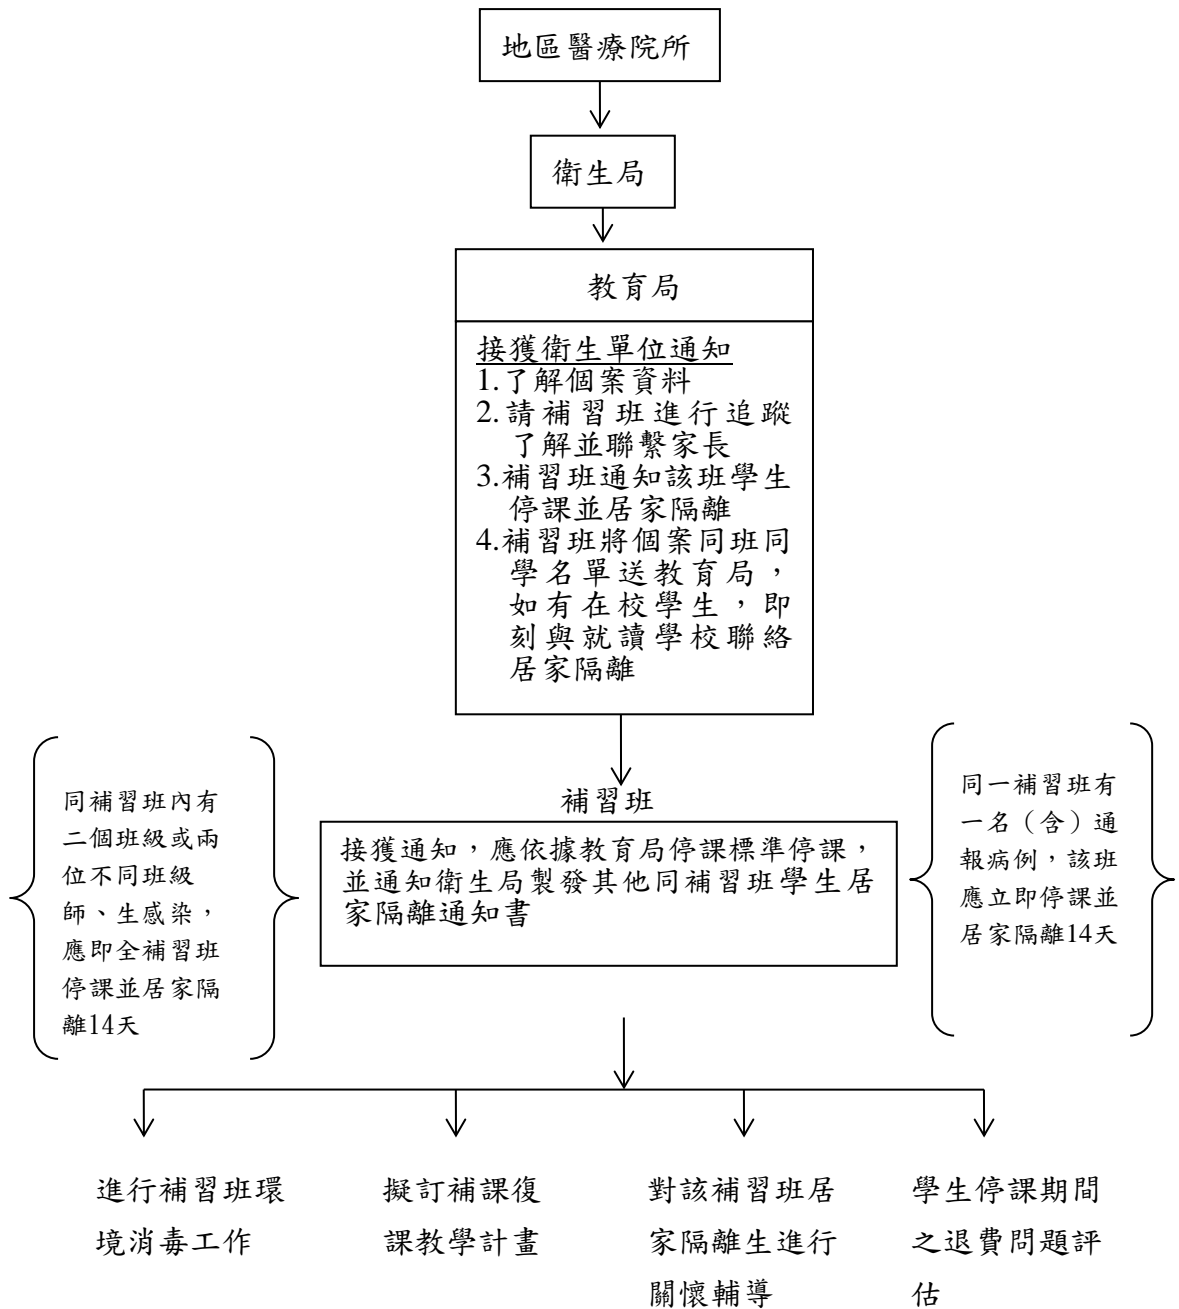 地區醫療院所
衛生局
教育局
接獲衛生單位通知
1.了解個案資料
2.請補習班進行追蹤
了解並聯繫家長
3.補習班通知該班學生
停課並居家隔離
4.補習班將個案同班同
學名單送教育局，
如有在校學生，即
刻與就讀學校聯絡
居家隔離
同補習班內有
二個班級或兩
位不同班級
師、生感染，
應即全補習班
停課並居家隔
離14天
補習班
接獲通知，應依據教育局停課標準停課，
並通知衛生局製發其他同補習班學生居
家隔離通知書
同一補習班有
一名（含）通
報病例，該班
應立即停課並
居家隔離14天
進行補習班環
境消毒工作
擬訂補課復
課教學計畫
對該補習班居
家隔離生進行
關懷輔導
學生停課期間
之退費問題評
估